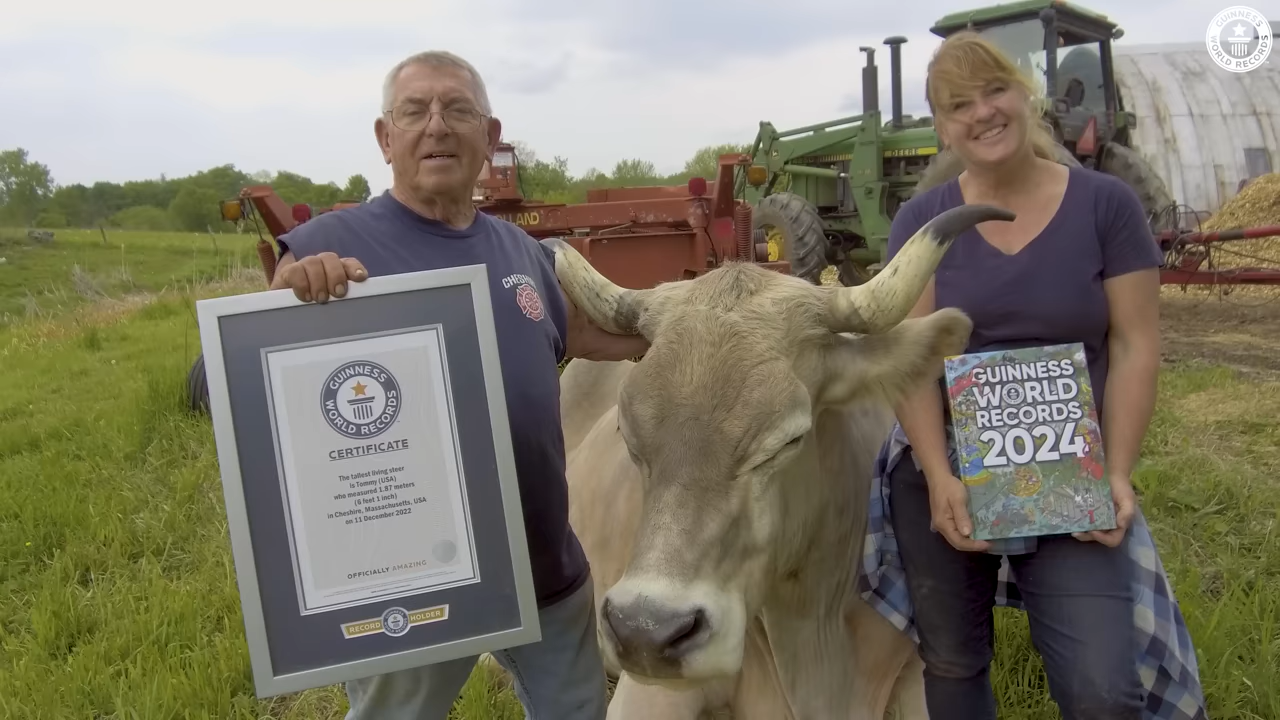 GUINNESS
WORLD RECORDS
DEERE
LLAND
CHESHIRE
GUINNESS
WORLD RECORDS
CERTIFICATE
The tallest living steer
is Tommy (USA)
who measured 1.87 meters
(6 feet 1 inch)
in Cheshire, Massachusetts, USA
on 11 December 2022
OFFICIALLY AMAZING
RECORD HOLDER
GUINNESS
WORLD
RECORDS
2024